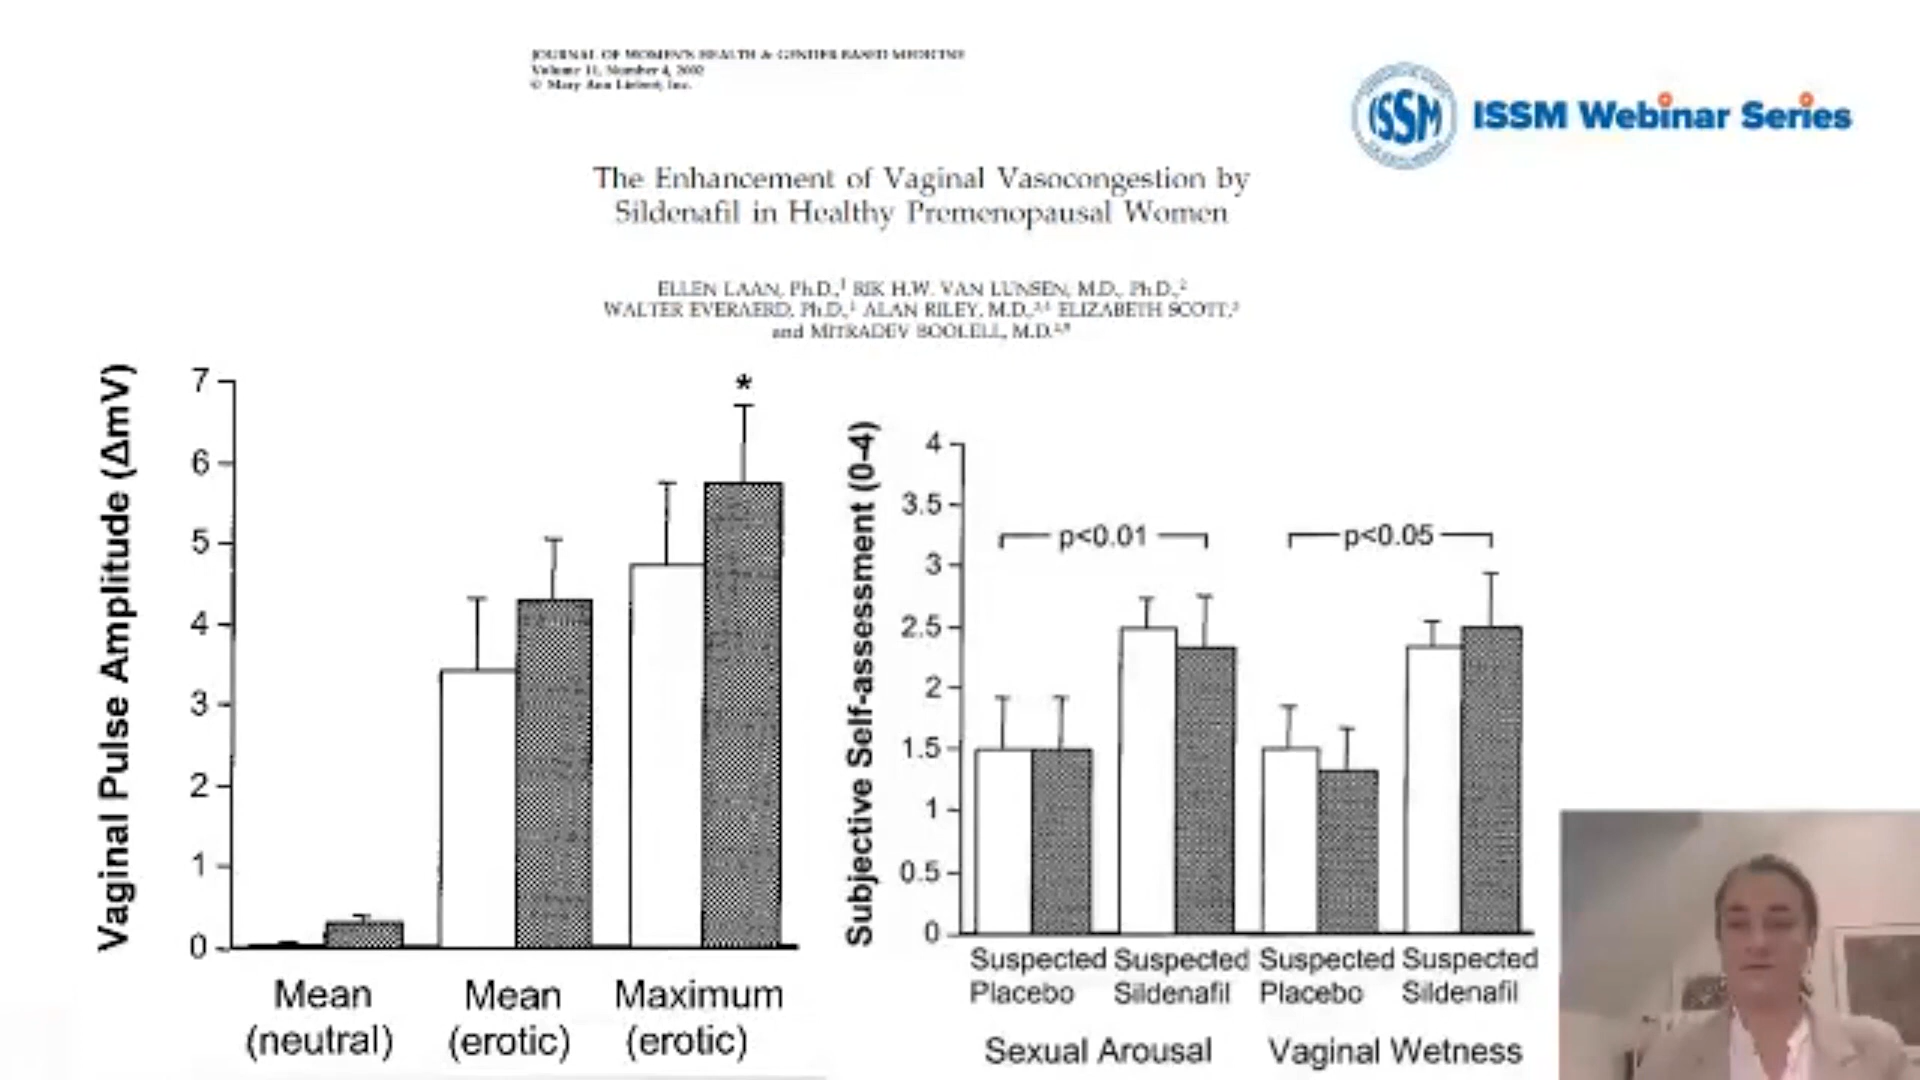 JOURNAL OF WOMEN'S HEALTH & GENDER-BASED MEDICINE
Volume 11, Number 4, 2002
© Mary Ann Liebert, Inc.
ISSM
ISSM Webinar Series
The Enhancement of Vaginal Vasocongestion by
Sildenafil in Healthy Premenopausal Women
ELLEN LAAN, Ph.D.,¹ RIK H.W. VAN LUNSEN, M.D., Ph.D.,²
WALTER EVERAERD, Ph.D.,¹ ALAN RILEY, M.D., ELIZABETH SCOTT,
and MITRADEV BOOLELL, M.D.
Vaginal Pulse Amplitude (ΔmV)
7
6
5
4
3
2
1
0
*
Mean
(neutral)
Mean
(erotic)
Maximum
(erotic)
Subjective Self-assessment (0-4)
4
3.5
3
2.5
2
1.5
1
0.5
0
p<0.01
p<0.05
Suspected Suspected Suspected Suspected
Placebo Sildenafil Placebo Sildenafil
Sexual Arousal Vaginal Wetness